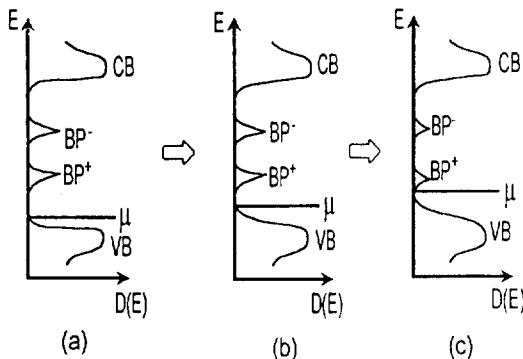 E
CB
BP⁻
BP⁺
μ
VB
D(E)
(a)
E
CB
BP⁻
BP⁺
μ
VB
D(E)
(b)
E
CB
BP⁻
BP⁺
μ
VB
D(E)
(c)